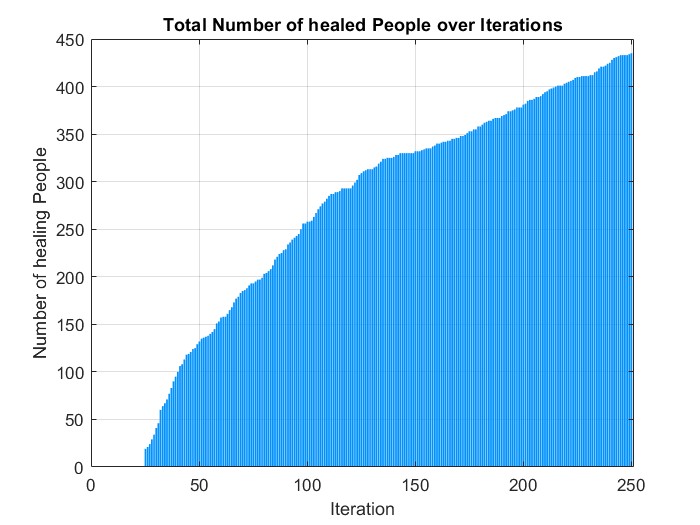 Total Number of healed People over Iterations
450
400
350
300
250
200
150
100
50
0
Number of healing People
0 50 100 150 200 250
Iteration